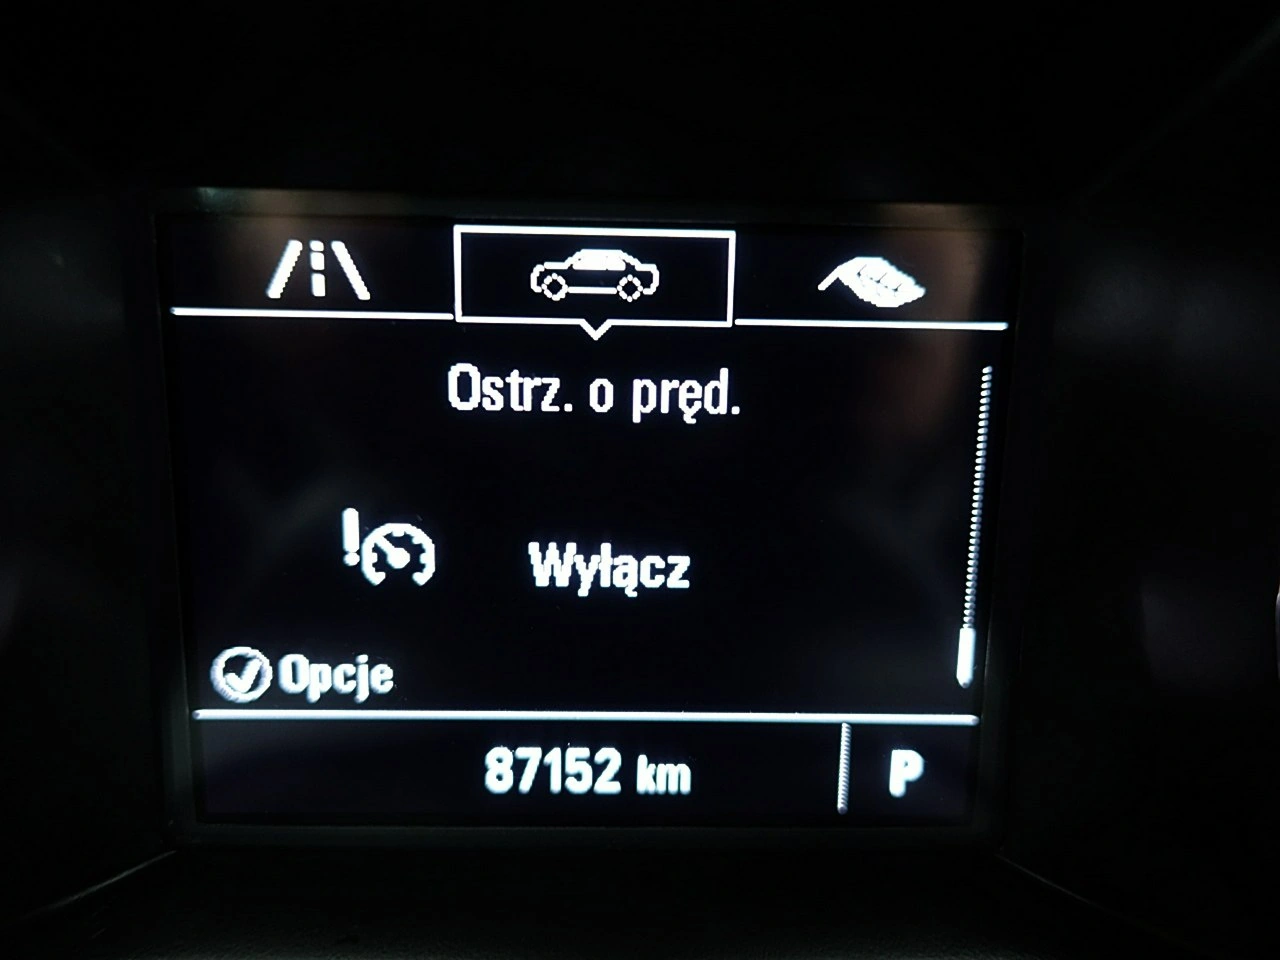 Ostrz. o pręd.
Wyłącz
Opcje
87152 km
P